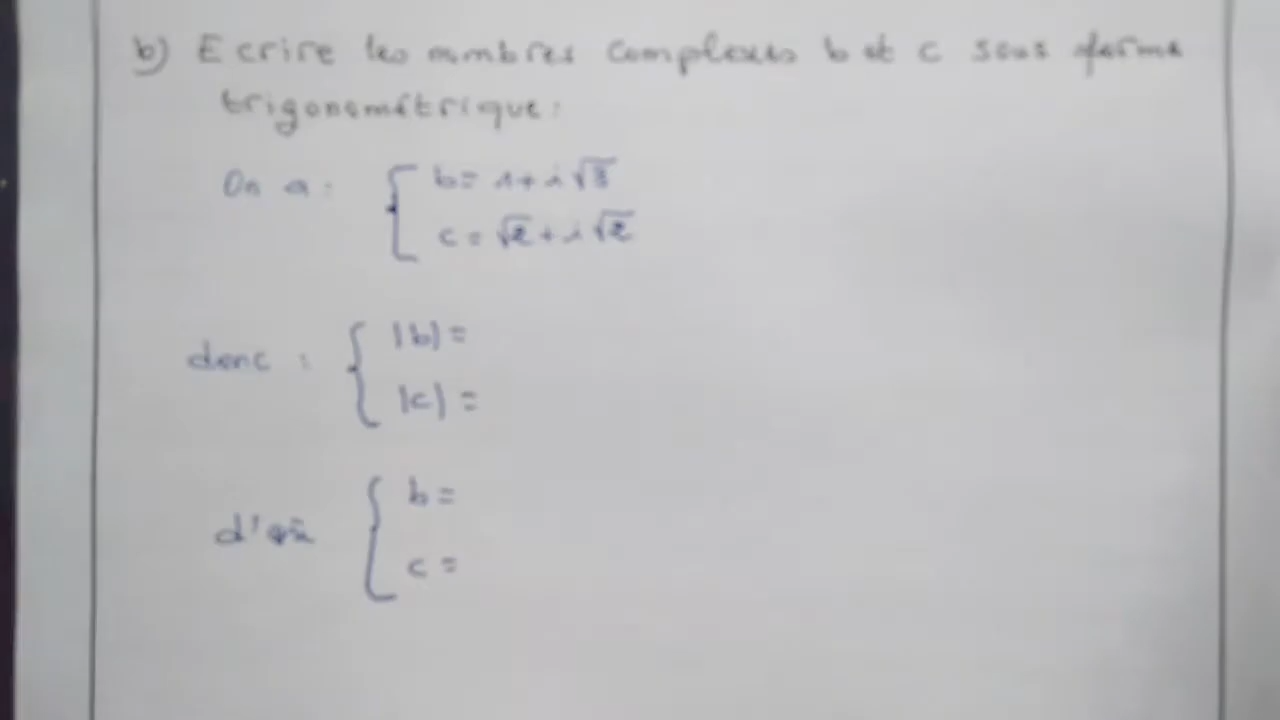 b) Ecrire les nombres complexes b et c sous forme
trigonométrique :
On a : { b = 1 + i√3
c = √2 + i√2
donc : { |b| =
|c| =
d'où { b =
c =